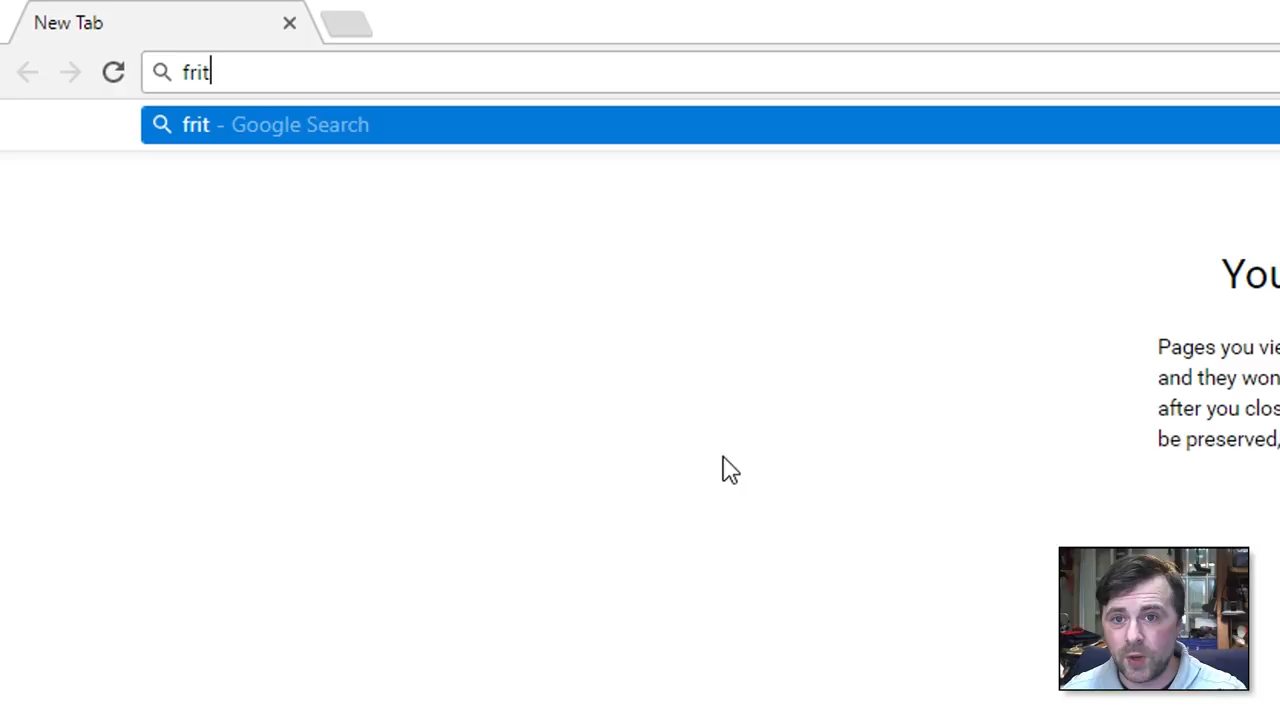 New Tab
frit
frit - Google Search
You
Pages you vie
and they won
after you clos
be preserved,